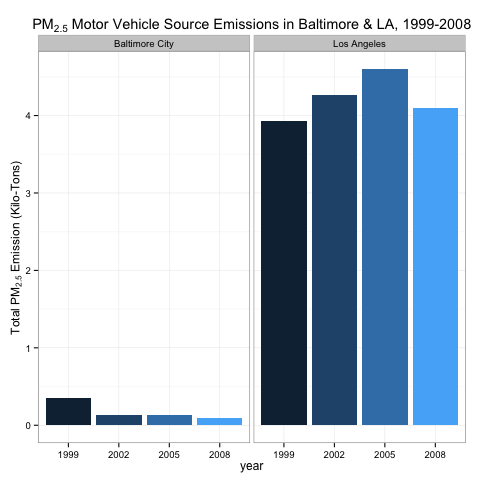 PM2.5 Motor Vehicle Source Emissions in Baltimore & LA, 1999-2008
Baltimore City Los Angeles
Total PM2.5 Emission (Kilo-Tons)
4
3
2
1
0
1999 2002 2005 2008 1999 2002 2005 2008
year